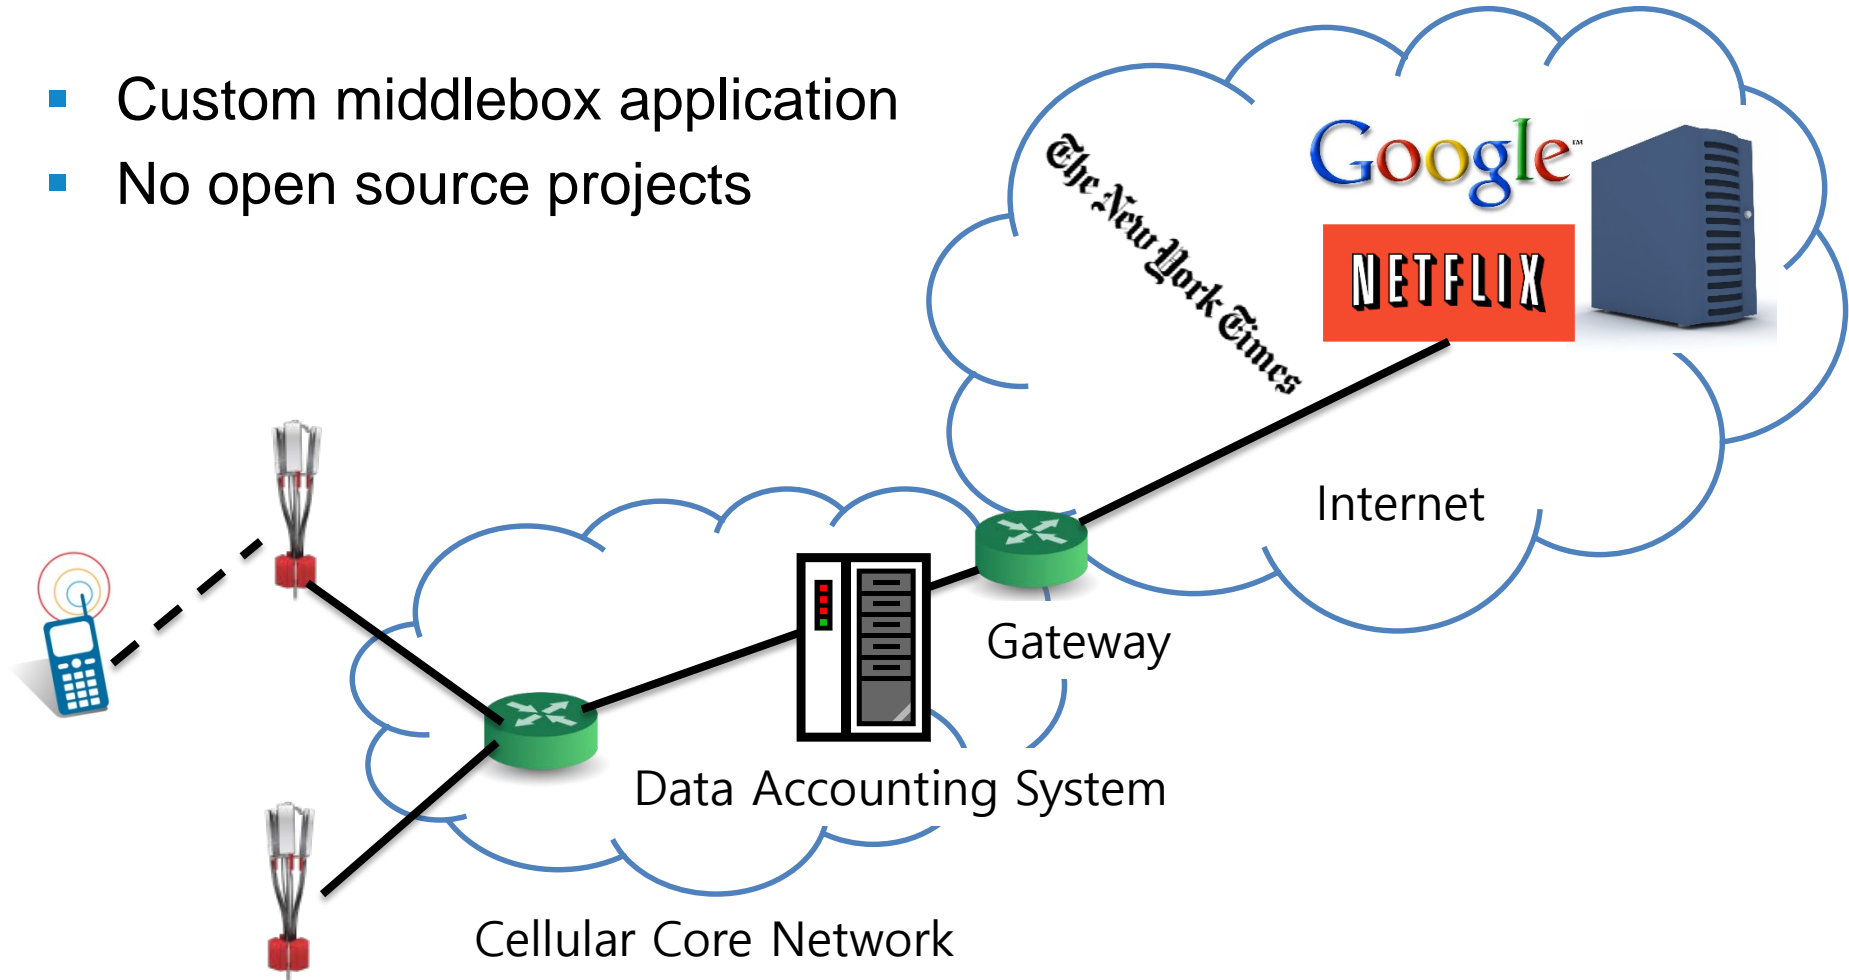 Custom middlebox application
No open source projects
The New York Times
Google™
NETFLIX
Internet
Gateway
Data Accounting System
Cellular Core Network